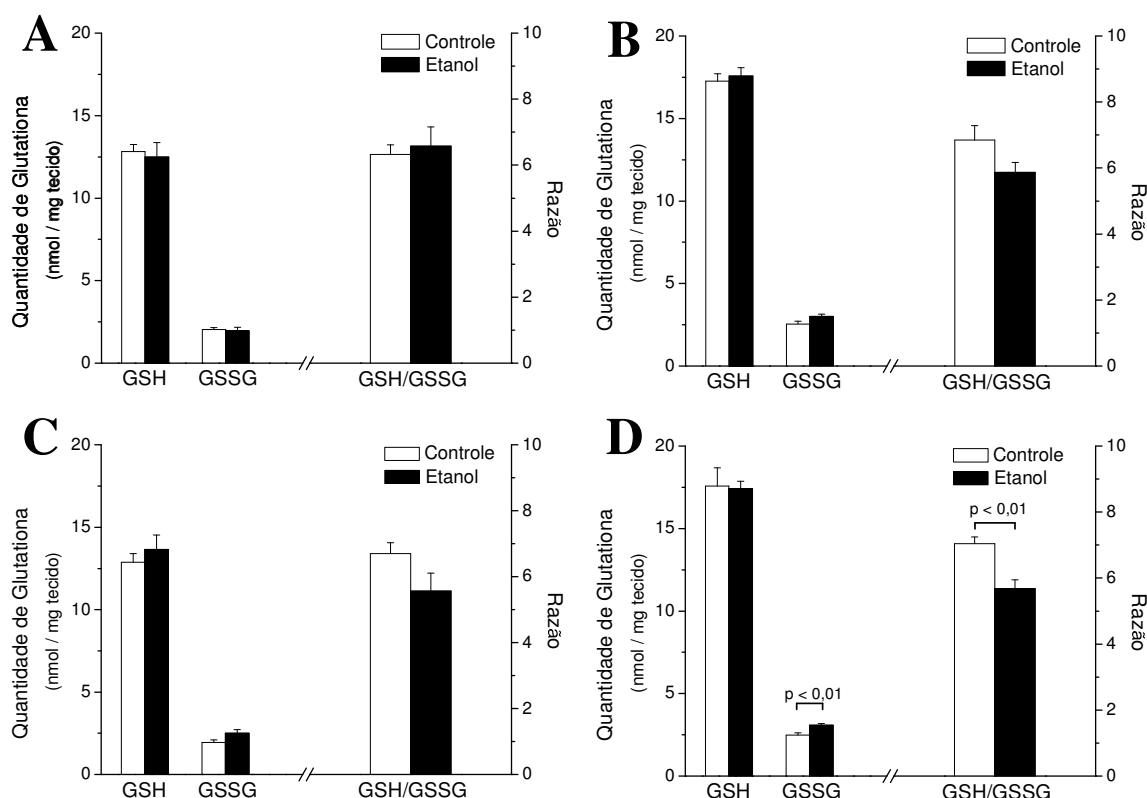 A
Controle
Etanol
Quantidade de Glutationa
(nmol / mg tecido)
20
15
10
5
0
10
8
6
4
2
0
Razão
GSH
GSSG
GSH/GSSG
B
Controle
Etanol
Quantidade de Glutationa
(nmol / mg tecido)
20
15
10
5
0
10
8
6
4
2
0
Razão
GSH
GSSG
GSH/GSSG
C
Controle
Etanol
Quantidade de Glutationa
(nmol / mg tecido)
20
15
10
5
0
10
8
6
4
2
0
Razão
GSH
GSSG
GSH/GSSG
D
Controle
Etanol
p < 0,01
p < 0,01
Quantidade de Glutationa
(nmol / mg tecido)
20
15
10
5
0
10
8
6
4
2
0
Razão
GSH
GSSG
GSH/GSSG